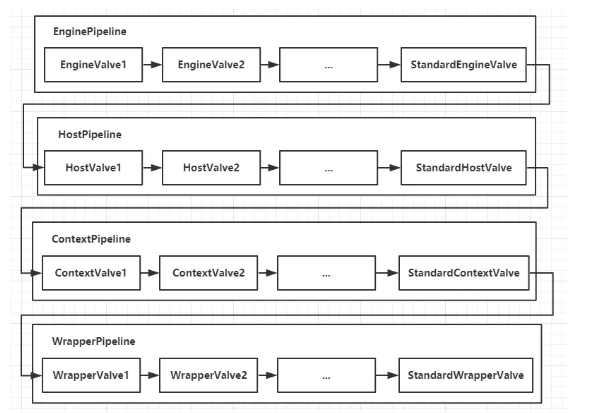 EnginePipeline
EngineValve1 EngineValve2 ... StandardEngineValve
HostPipeline
HostValve1 HostValve2 ... StandardHostValve
ContextPipeline
ContextValve1 ContextValve2 ... StandardContextValve
WrapperPipeline
WrapperValve1 WrapperValve2 ... StandardWrapperValve